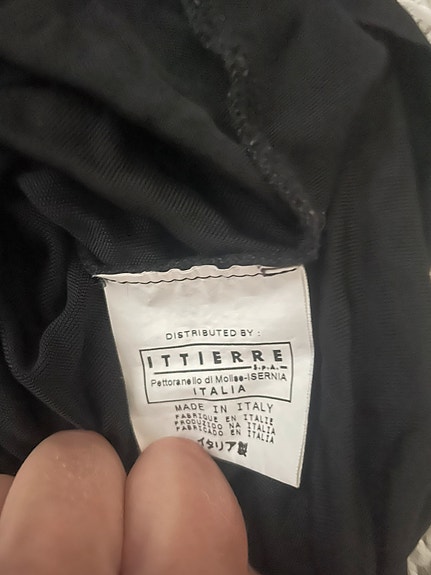 DISTRIBUTED BY :
ITTIERRE
S.P.A.
Pettoranello di Molise-ISERNIA
ITALIA
MADE IN ITALY
FABRIQUE EN ITALIE
PRODUZIDO NA ITALIA
FABRICADO EN ITALIA
イタリア製